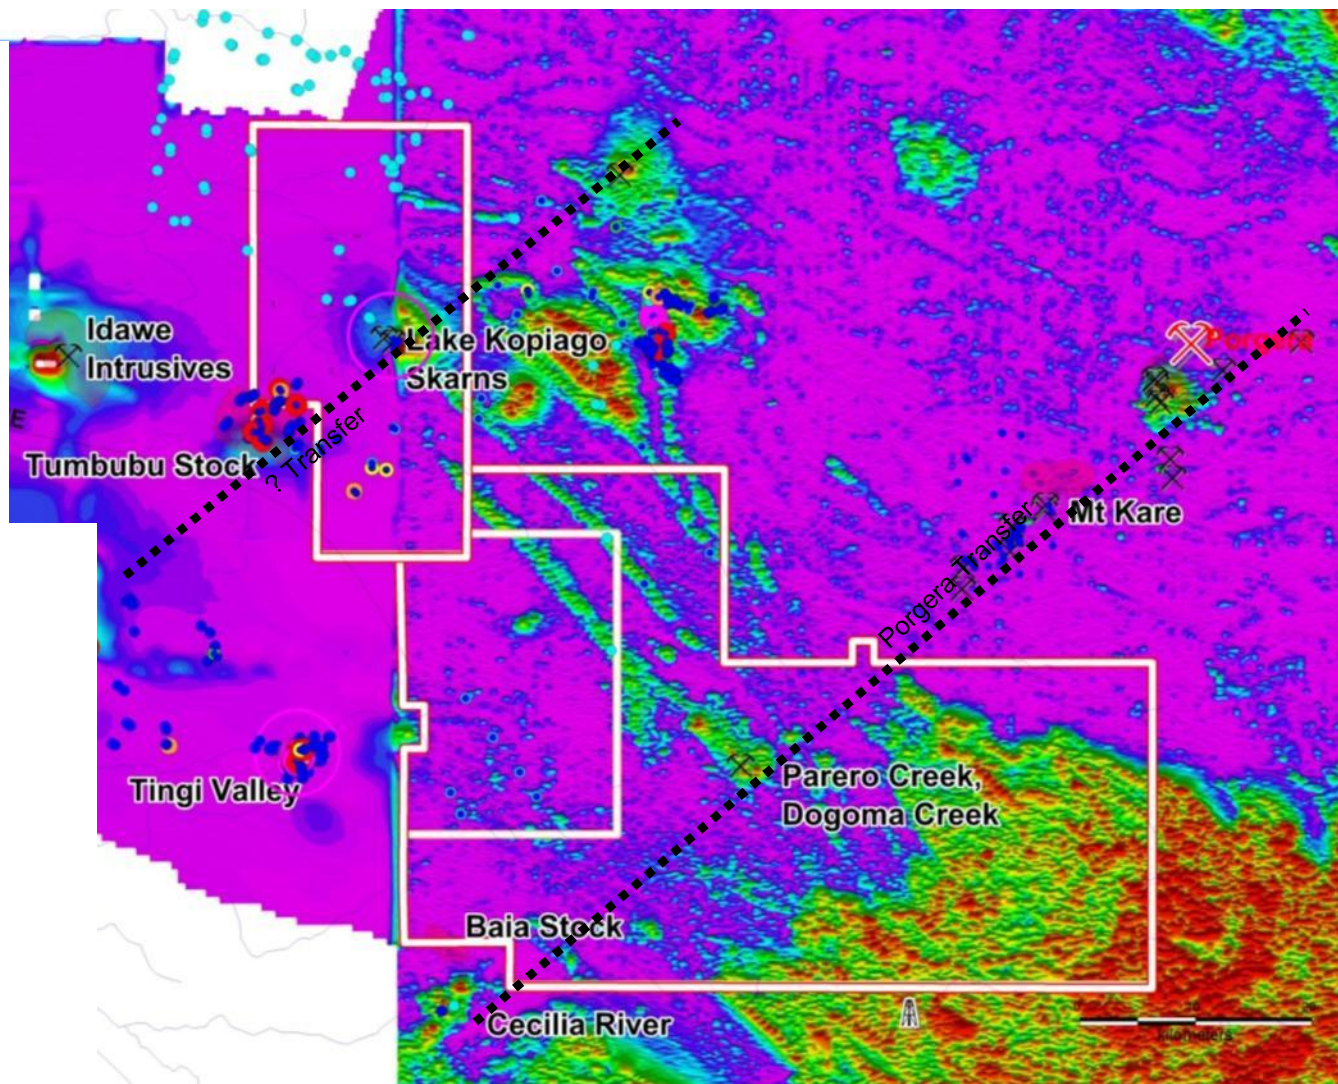 Porgera
Idawe
Intrusives
Lake Kopiago
Skarns
E
? Transfer
Tumbubu Stock
Mt Kare
Porgera Transfer
Parero Creek,
Dogoma Creek
Tingi Valley
Baia Stock
Cecilia River
kilometers